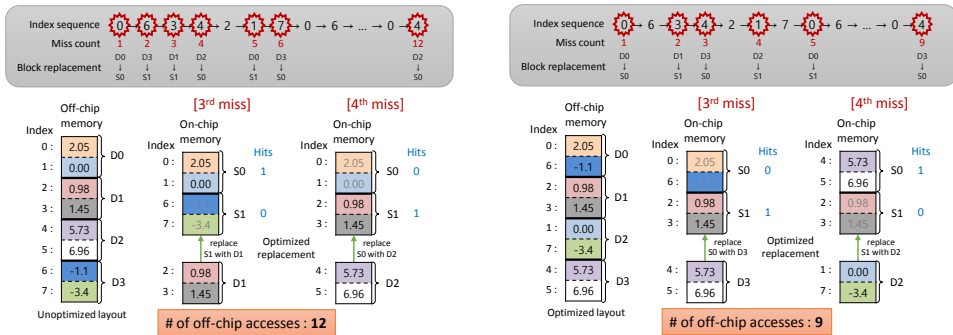 Index sequence 0 → 6 → 3 → 4 → 2 → 1 → 7 → 0 → 6 → ... → 0 → 4
Miss count 1 2 3 4 5 6 12
D0 D3 D1 D2 D0 D3 D2
Block replacement ↓ ↓ ↓ ↓ ↓ ↓ ↓
S0 S1 S1 S0 S1 S0 S0
[3rd miss]
[4th miss]
Off-chip memory
On-chip memory
On-chip memory
Index
Index
Hits
Hits
0 : 2.05
1 : 0.00
D0
2 : 0.98
3 : 1.45
D1
4 : 5.73
5 : 6.96
D2
6 : -1.1
7 : -3.4
D3
Unoptimized layout
0 : 2.05
1 : 0.00
S0 1
6 :
7 : -3.4
S1 0
replace S1 with D1
2 : 0.98
3 : 1.45
D1
Optimized replacement
0 : 2.05
1 : 0.00
S0 0
2 : 0.98
3 : 1.45
S1 1
replace S0 with D2
4 : 5.73
5 : 6.96
D2
# of off-chip accesses : 12
Index sequence 0 → 6 → 3 → 4 → 2 → 1 → 7 → 0 → 6 → ... → 0 → 4
Miss count 1 2 3 4 5 9
D0 D1 D3 D2 D0 D3
Block replacement ↓ ↓ ↓ ↓ ↓ ↓
S0 S1 S0 S1 S1 S0
[3rd miss]
[4th miss]
Off-chip memory
On-chip memory
On-chip memory
Index
Index
Hits
Hits
0 : 2.05
6 : -1.1
D0
2 : 0.98
3 : 1.45
D1
1 : 0.00
7 : -3.4
D2
4 : 5.73
5 : 6.96
D3
Optimized layout
0 : 2.05
6 :
S0 0
2 : 0.98
3 : 1.45
S1 1
replace S0 with D3
4 : 5.73
5 : 6.96
D3
Optimized replacement
4 : 5.73
5 : 6.96
S0 1
2 : 0.98
3 : 1.45
S1 0
replace S1 with D2
1 : 0.00
7 : -3.4
D2
# of off-chip accesses : 9